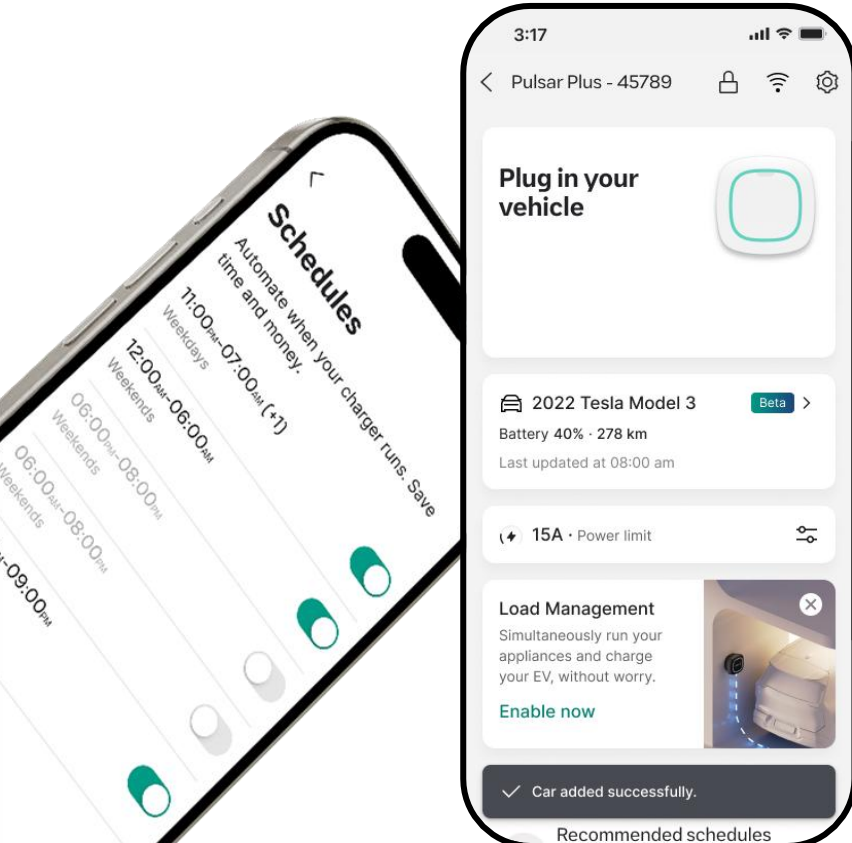 Schedules
Automate when your charger runs. Save
time and money.
11:00PM-07:00AM (+1)
Weekdays
12:00AM-06:00AM
Weekends
06:00PM-08:00PM
Weekends
06:00AM-08:00PM
Weekends
-09:00PM
3:17
Pulsar Plus - 45789
Plug in your
vehicle
2022 Tesla Model 3
Beta
Battery 40% · 278 km
Last updated at 08:00 am
15A · Power limit
Load Management
Simultaneously run your
appliances and charge
your EV, without worry.
Enable now
Car added successfully.
Recommended schedules